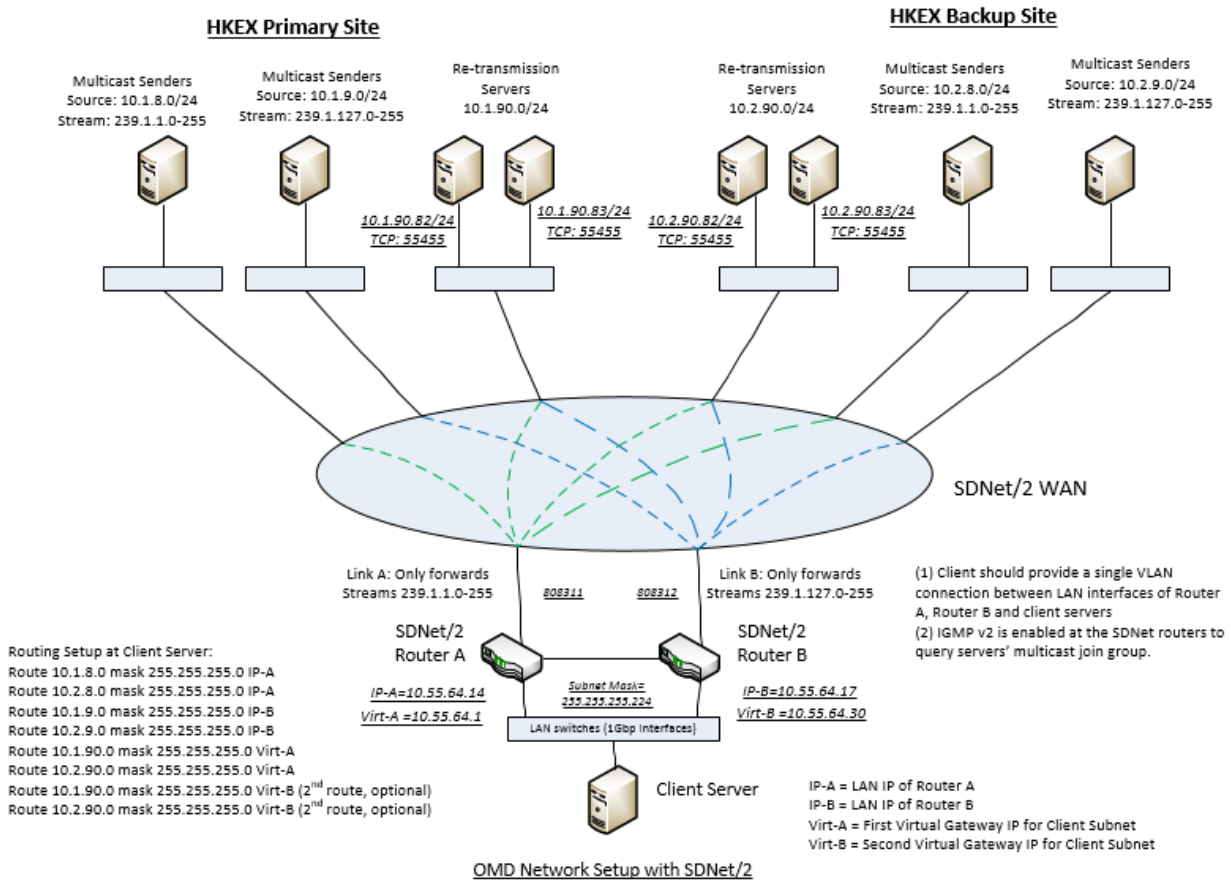 HKEX Primary Site
HKEX Backup Site
Multicast Senders
Source: 10.1.8.0/24
Stream: 239.1.1.0-255
Multicast Senders
Source: 10.1.9.0/24
Stream: 239.1.127.0-255
Re-transmission
Servers
10.1.90.0/24
Re-transmission
Servers
10.2.90.0/24
Multicast Senders
Source: 10.2.8.0/24
Stream: 239.1.1.0-255
Multicast Senders
Source: 10.2.9.0/24
Stream: 239.1.127.0-255
10.1.90.82/24
TCP: 55455
10.1.90.83/24
TCP: 55455
10.2.90.82/24
TCP: 55455
10.2.90.83/24
TCP: 55455
SDNet/2 WAN
Link A: Only forwards
Streams 239.1.1.0-255
808311
808312
Link B: Only forwards
Streams 239.1.127.0-255
(1) Client should provide a single VLAN
connection between LAN interfaces of Router
A, Router B and client servers
(2) IGMP v2 is enabled at the SDNet routers to
query servers' multicast join group.
SDNet/2
Router A
SDNet/2
Router B
Routing Setup at Client Server:
Route 10.1.8.0 mask 255.255.255.0 IP-A
Route 10.2.8.0 mask 255.255.255.0 IP-A
Route 10.1.9.0 mask 255.255.255.0 IP-B
Route 10.2.9.0 mask 255.255.255.0 IP-B
Route 10.1.90.0 mask 255.255.255.0 Virt-A
Route 10.2.90.0 mask 255.255.255.0 Virt-A
Route 10.1.90.0 mask 255.255.255.0 Virt-B (2nd route, optional)
Route 10.2.90.0 mask 255.255.255.0 Virt-B (2nd route, optional)
IP-A=10.55.64.14
Virt-A =10.55.64.1
Subnet Mask=
255.255.255.224
IP-B=10.55.64.17
Virt-B =10.55.64.30
LAN switches (1Gbp Interfaces)
Client Server
IP-A = LAN IP of Router A
IP-B = LAN IP of Router B
Virt-A = First Virtual Gateway IP for Client Subnet
Virt-B = Second Virtual Gateway IP for Client Subnet
OMD Network Setup with SDNet/2